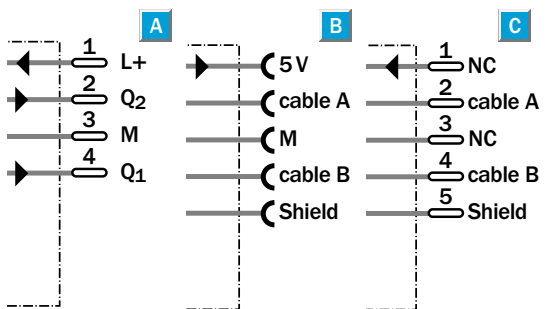 A
1 L+
2 Q2
3 M
4 Q1
B
5 V
cable A
M
cable B
Shield
C
1 NC
2 cable A
3 NC
4 cable B
5 Shield